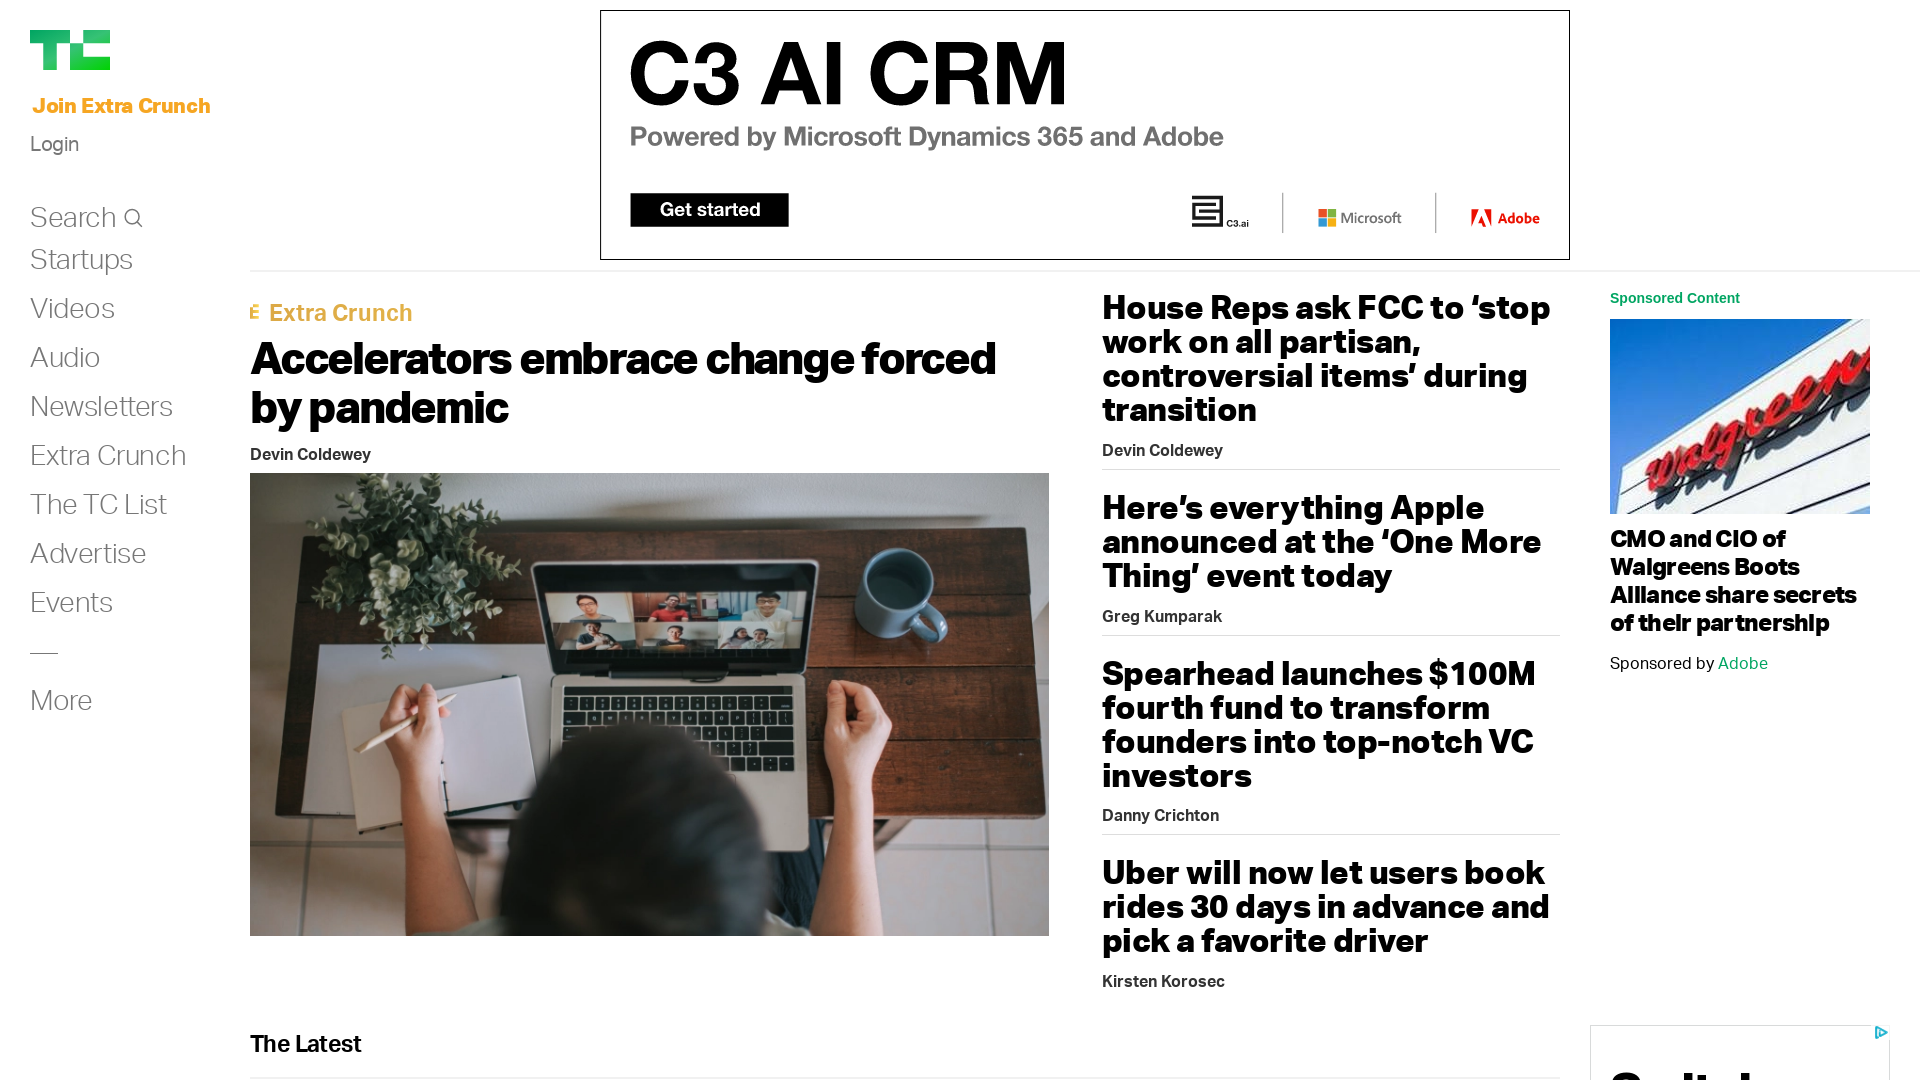 TC
Join Extra Crunch
Login
Search
Startups
Videos
Audio
Newsletters
Extra Crunch
The TC List
Advertise
Events
More
C3 AI CRM
Powered by Microsoft Dynamics 365 and Adobe
Get started
C3.ai
Microsoft
Adobe
Extra Crunch
Accelerators embrace change forced
by pandemic
Devin Coldewey
House Reps ask FCC to ‘stop
work on all partisan,
controversial items’ during
transition
Devin Coldewey
Here’s everything Apple
announced at the ‘One More
Thing’ event today
Greg Kumparak
Spearhead launches $100M
fourth fund to transform
founders into top-notch VC
investors
Danny Crichton
Uber will now let users book
rides 30 days in advance and
pick a favorite driver
Kirsten Korosec
Sponsored Content
Walgreens
CMO and CIO of
Walgreens Boots
Alliance share secrets
of their partnership
Sponsored by Adobe
The Latest